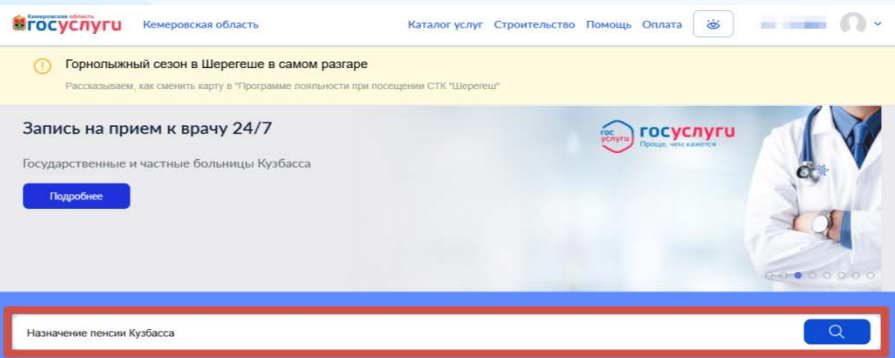 Кемеровская область
госуслуги
Кемеровская область
Каталог услуг Строительство Помощь Оплата
Горнолыжный сезон в Шерегеше в самом разгаре
Рассказываем, как сменить карту в "Программе лояльности при посещении СТК "Шерегеш"
Запись на прием к врачу 24/7
Государственные и частные больницы Кузбасса
Подробнее
гос
услуги
госуслуги
Проще, чем кажется
Назначение пенсии Кузбасса